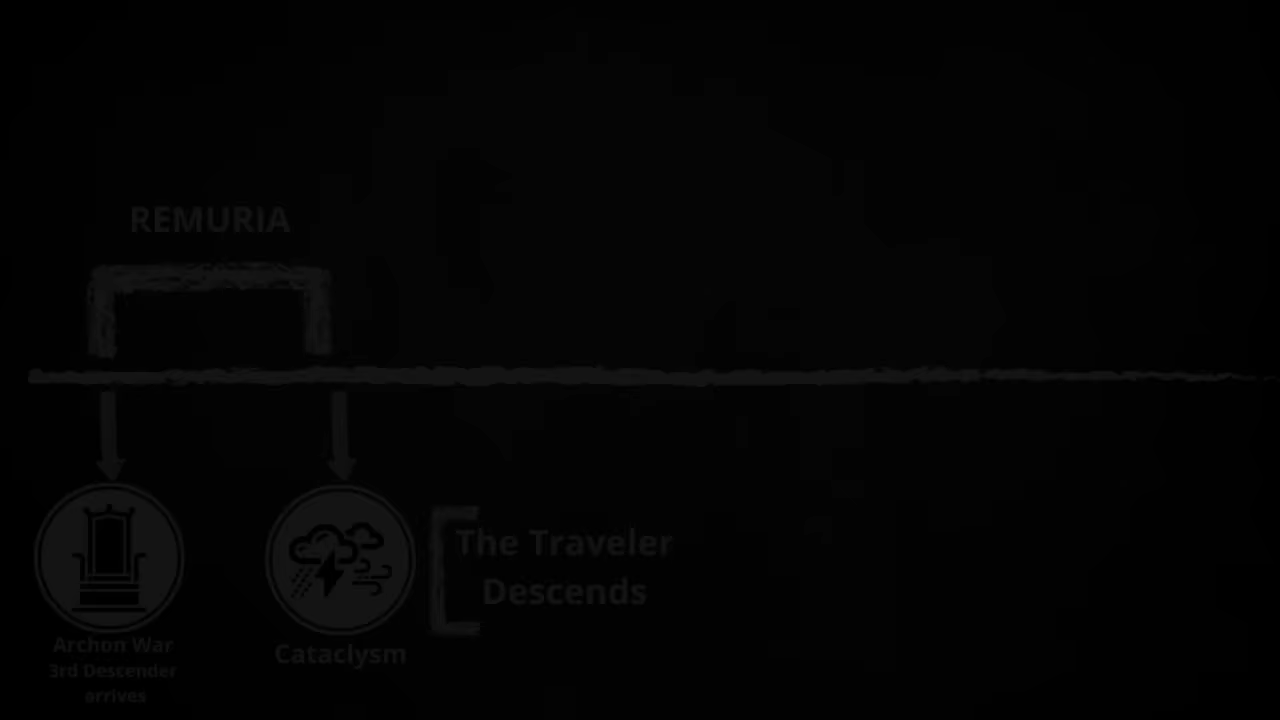 REMURIA
The Traveler
Descends
Archon War
3rd Descender
arrives
Cataclysm